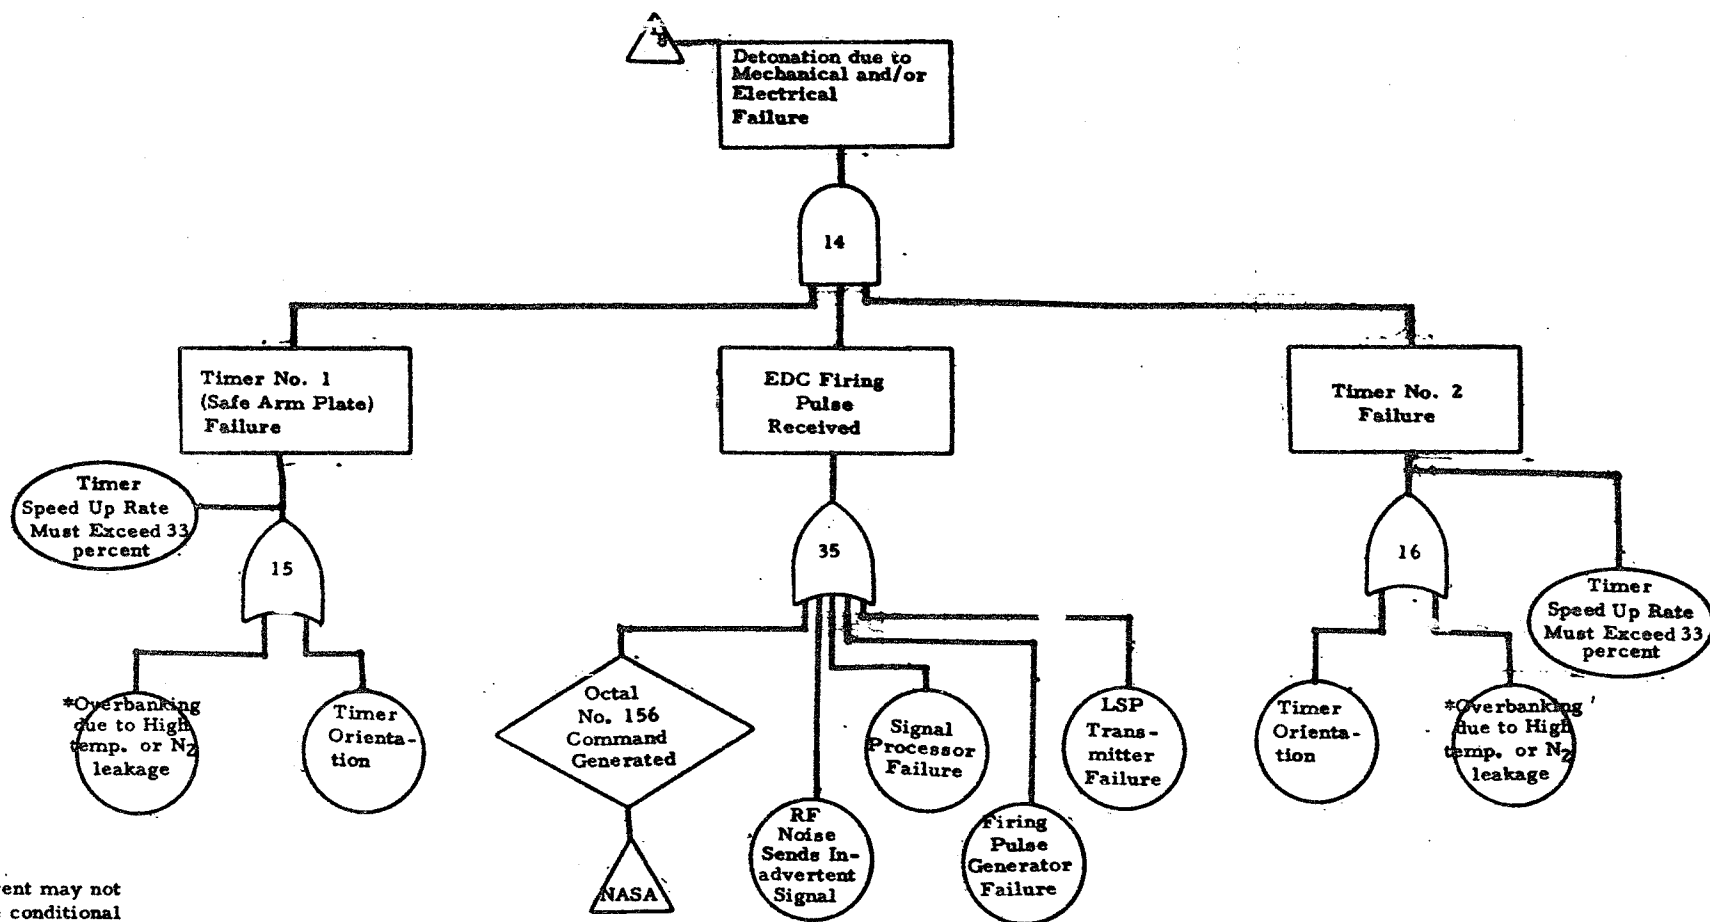 8
Detonation due to
Mechanical and/or
Electrical
Failure
14
Timer No. 1
(Safe Arm Plate)
Failure
EDC Firing
Pulse
Received
Timer No. 2
Failure
Timer
Speed Up Rate
Must Exceed 33
percent
15
35
16
Timer
Speed Up Rate
Must Exceed 33
percent
*Overbanking
due to High
temp. or N2
leakage
Timer
Orienta-
tion
Octal
No. 156
Command
Generated
NASA
RF
Noise
Sends In-
advertent
Signal
Signal
Processor
Failure
Firing
Pulse
Generator
Failure
LSP
Trans-
mitter
Failure
Timer
Orienta-
tion
*Overbanking
due to High
temp. or N2
leakage
may not
conditional